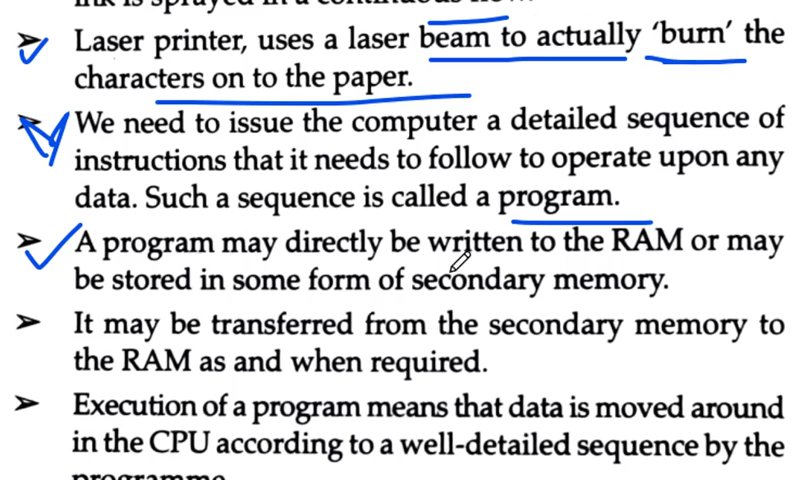 Laser printer, uses a laser beam to actually 'burn' the
characters on to the paper.
➢ We need to issue the computer a detailed sequence of
instructions that it needs to follow to operate upon any
data. Such a sequence is called a program.
➢ A program may directly be written to the RAM or may
be stored in some form of secondary memory.
➢ It may be transferred from the secondary memory to
the RAM as and when required.
➢ Execution of a program means that data is moved around
in the CPU according to a well-detailed sequence by the
programme.